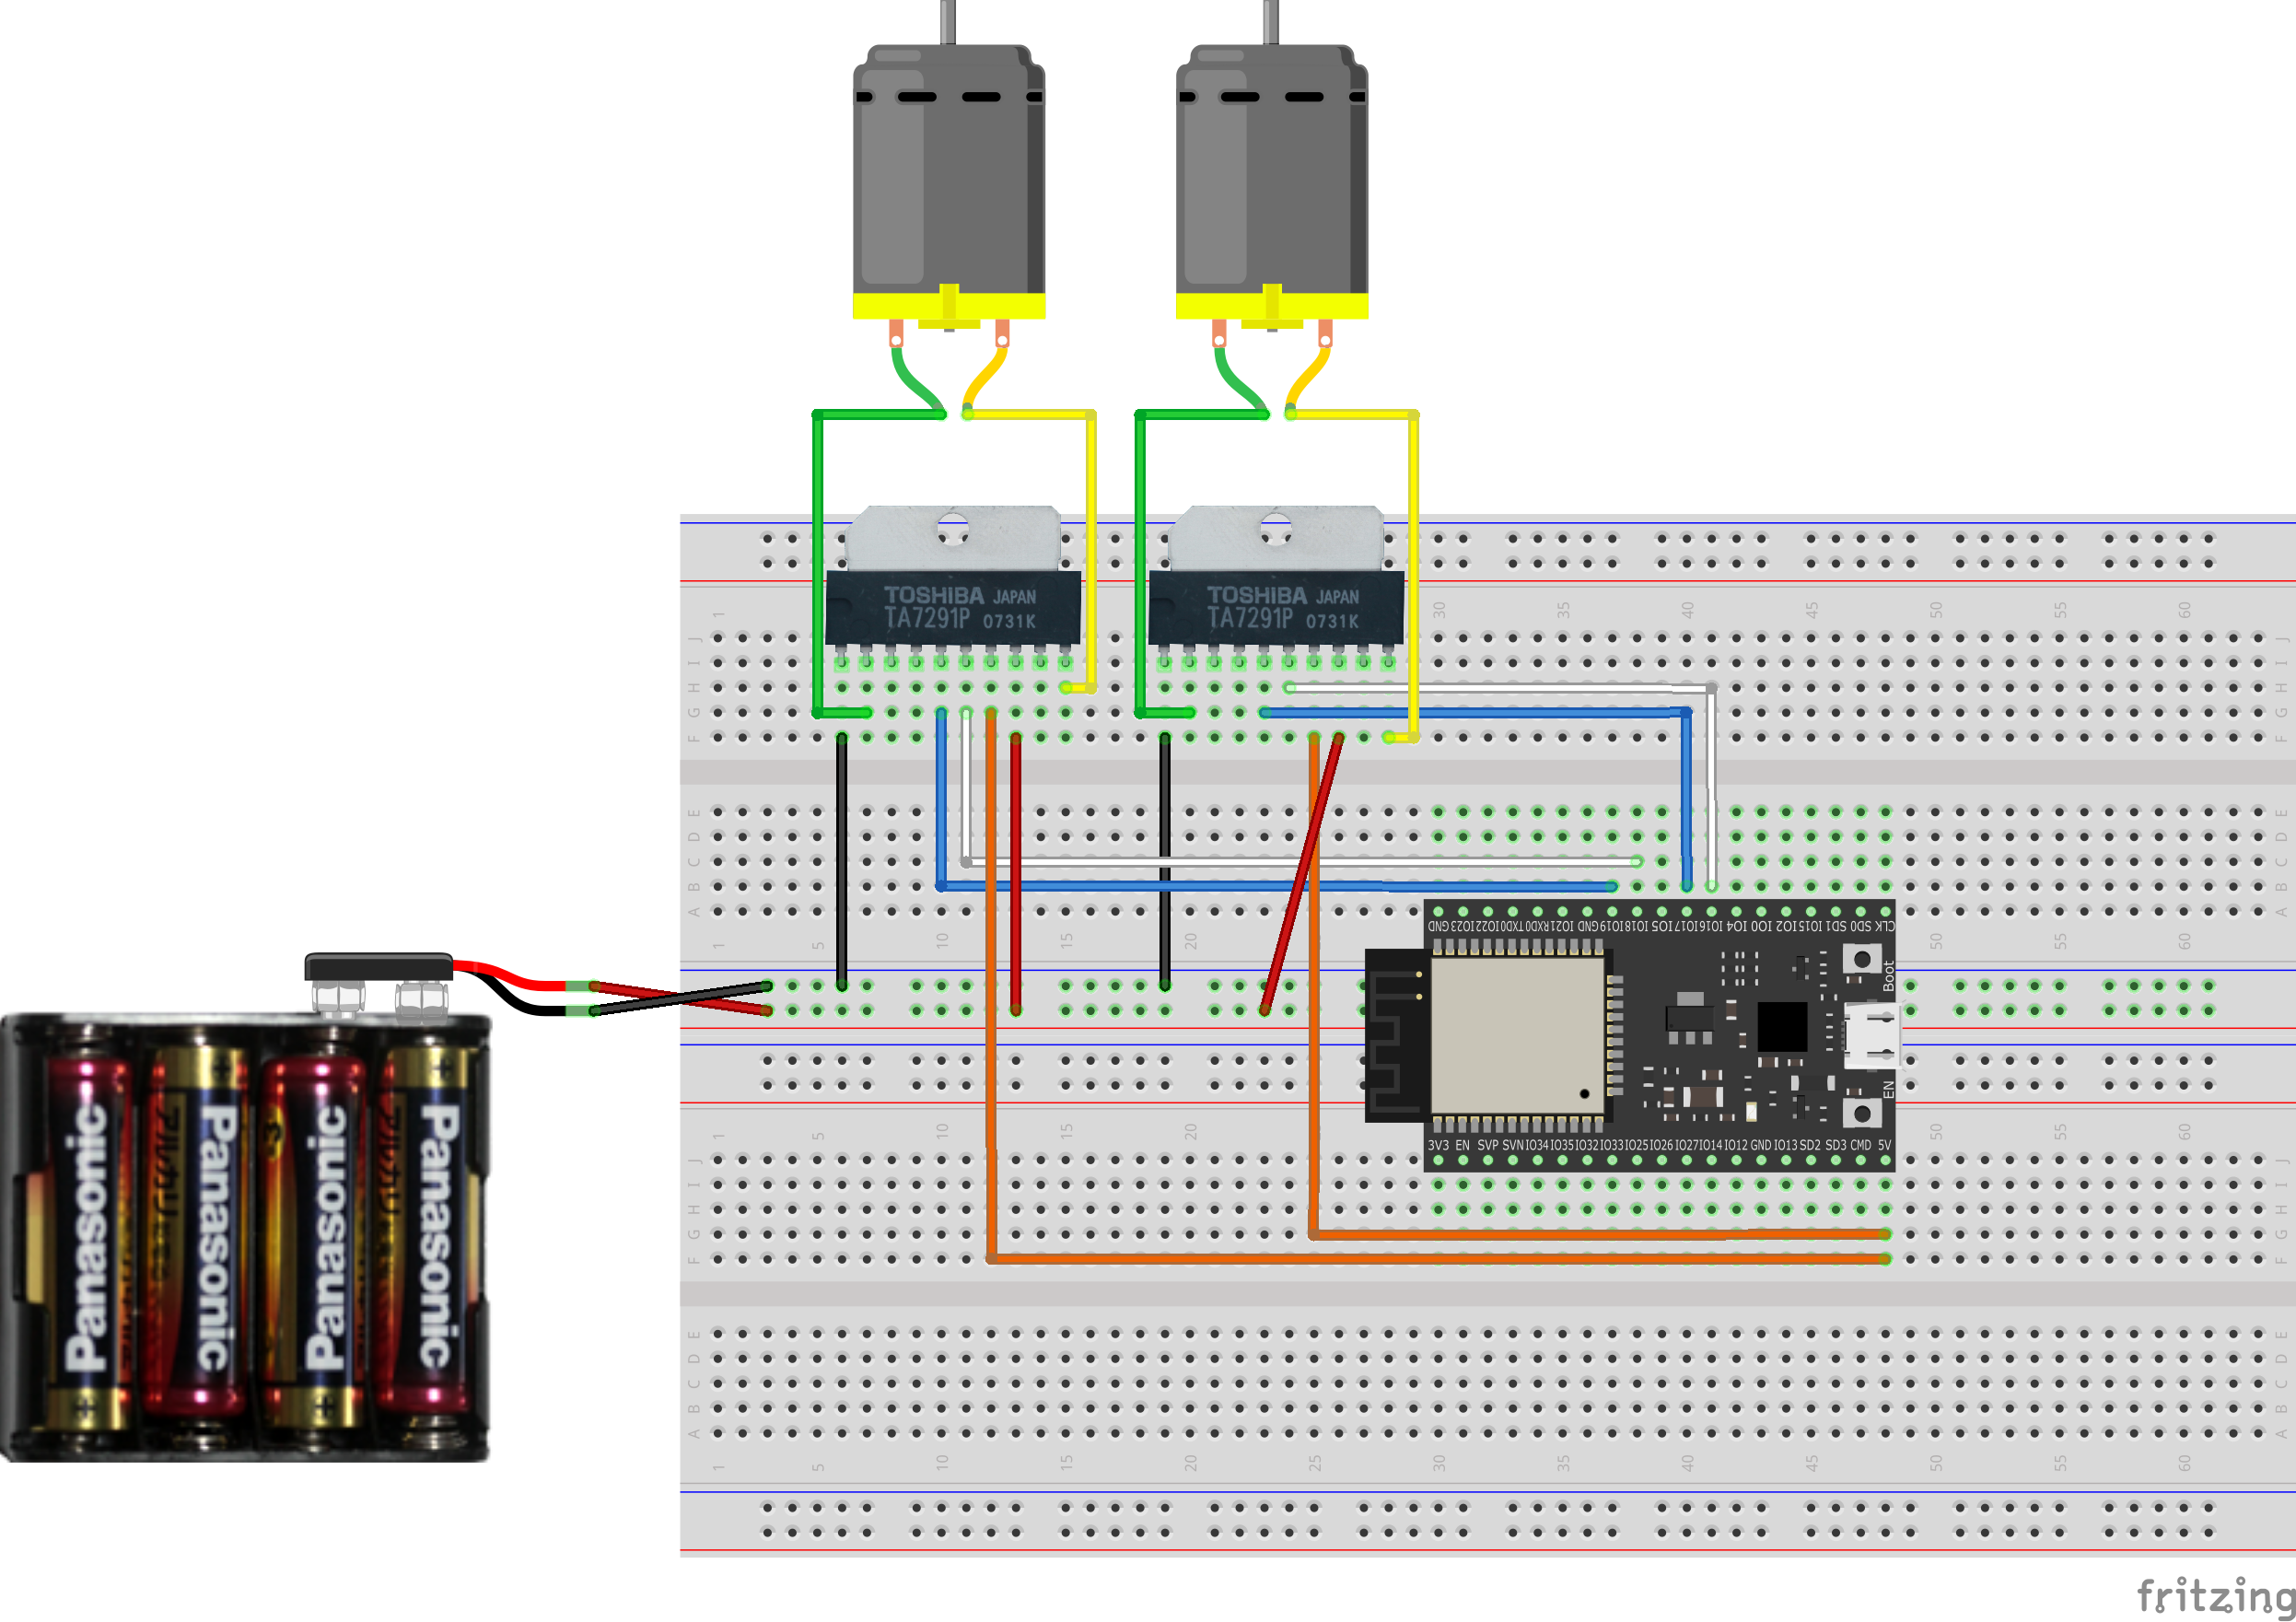 TOSHIBA JAPAN
TA7291P 0731K
TOSHIBA JAPAN
TA7291P 0731K
30 35 40 45 50 55 60
1
J J
I I
H H
G G
F F
E E
D D
C C
B B
A A
1 5 10 15 20 50 55 60
GND IO23 IO22 TXD0 RXD0 IO21 GND IO19 IO18 IO5 IO17 IO16 IO4 IO0 IO2 IO15 SD1 SD0 CLK
Boot
EN
3V3 EN SVP SVN IO34 IO35 IO32 IO33 IO25 IO26 IO27 IO14 IO12 GND IO13 SD2 SD3 CMD 5V
Panasonic
Panasonic
Panasonic
Panasonic
1 5 10 15 20 50 55 60
J J
I I
H H
G G
F F
E E
D D
C C
B B
A A
1 5 10 15 20 25 30 35 40 45 50 55 60
fritzing